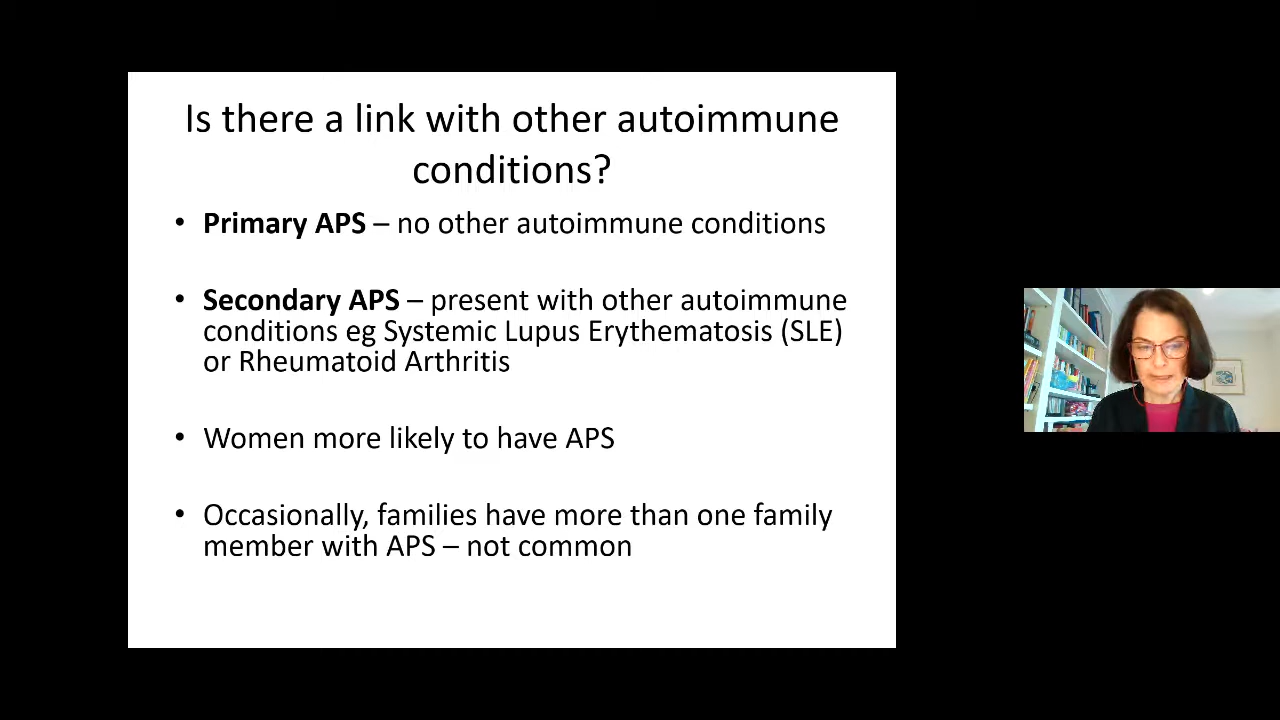 Is there a link with other autoimmune
conditions?
• Primary APS – no other autoimmune conditions
• Secondary APS – present with other autoimmune
conditions eg Systemic Lupus Erythematosis (SLE)
or Rheumatoid Arthritis
• Women more likely to have APS
• Occasionally, families have more than one family
member with APS – not common